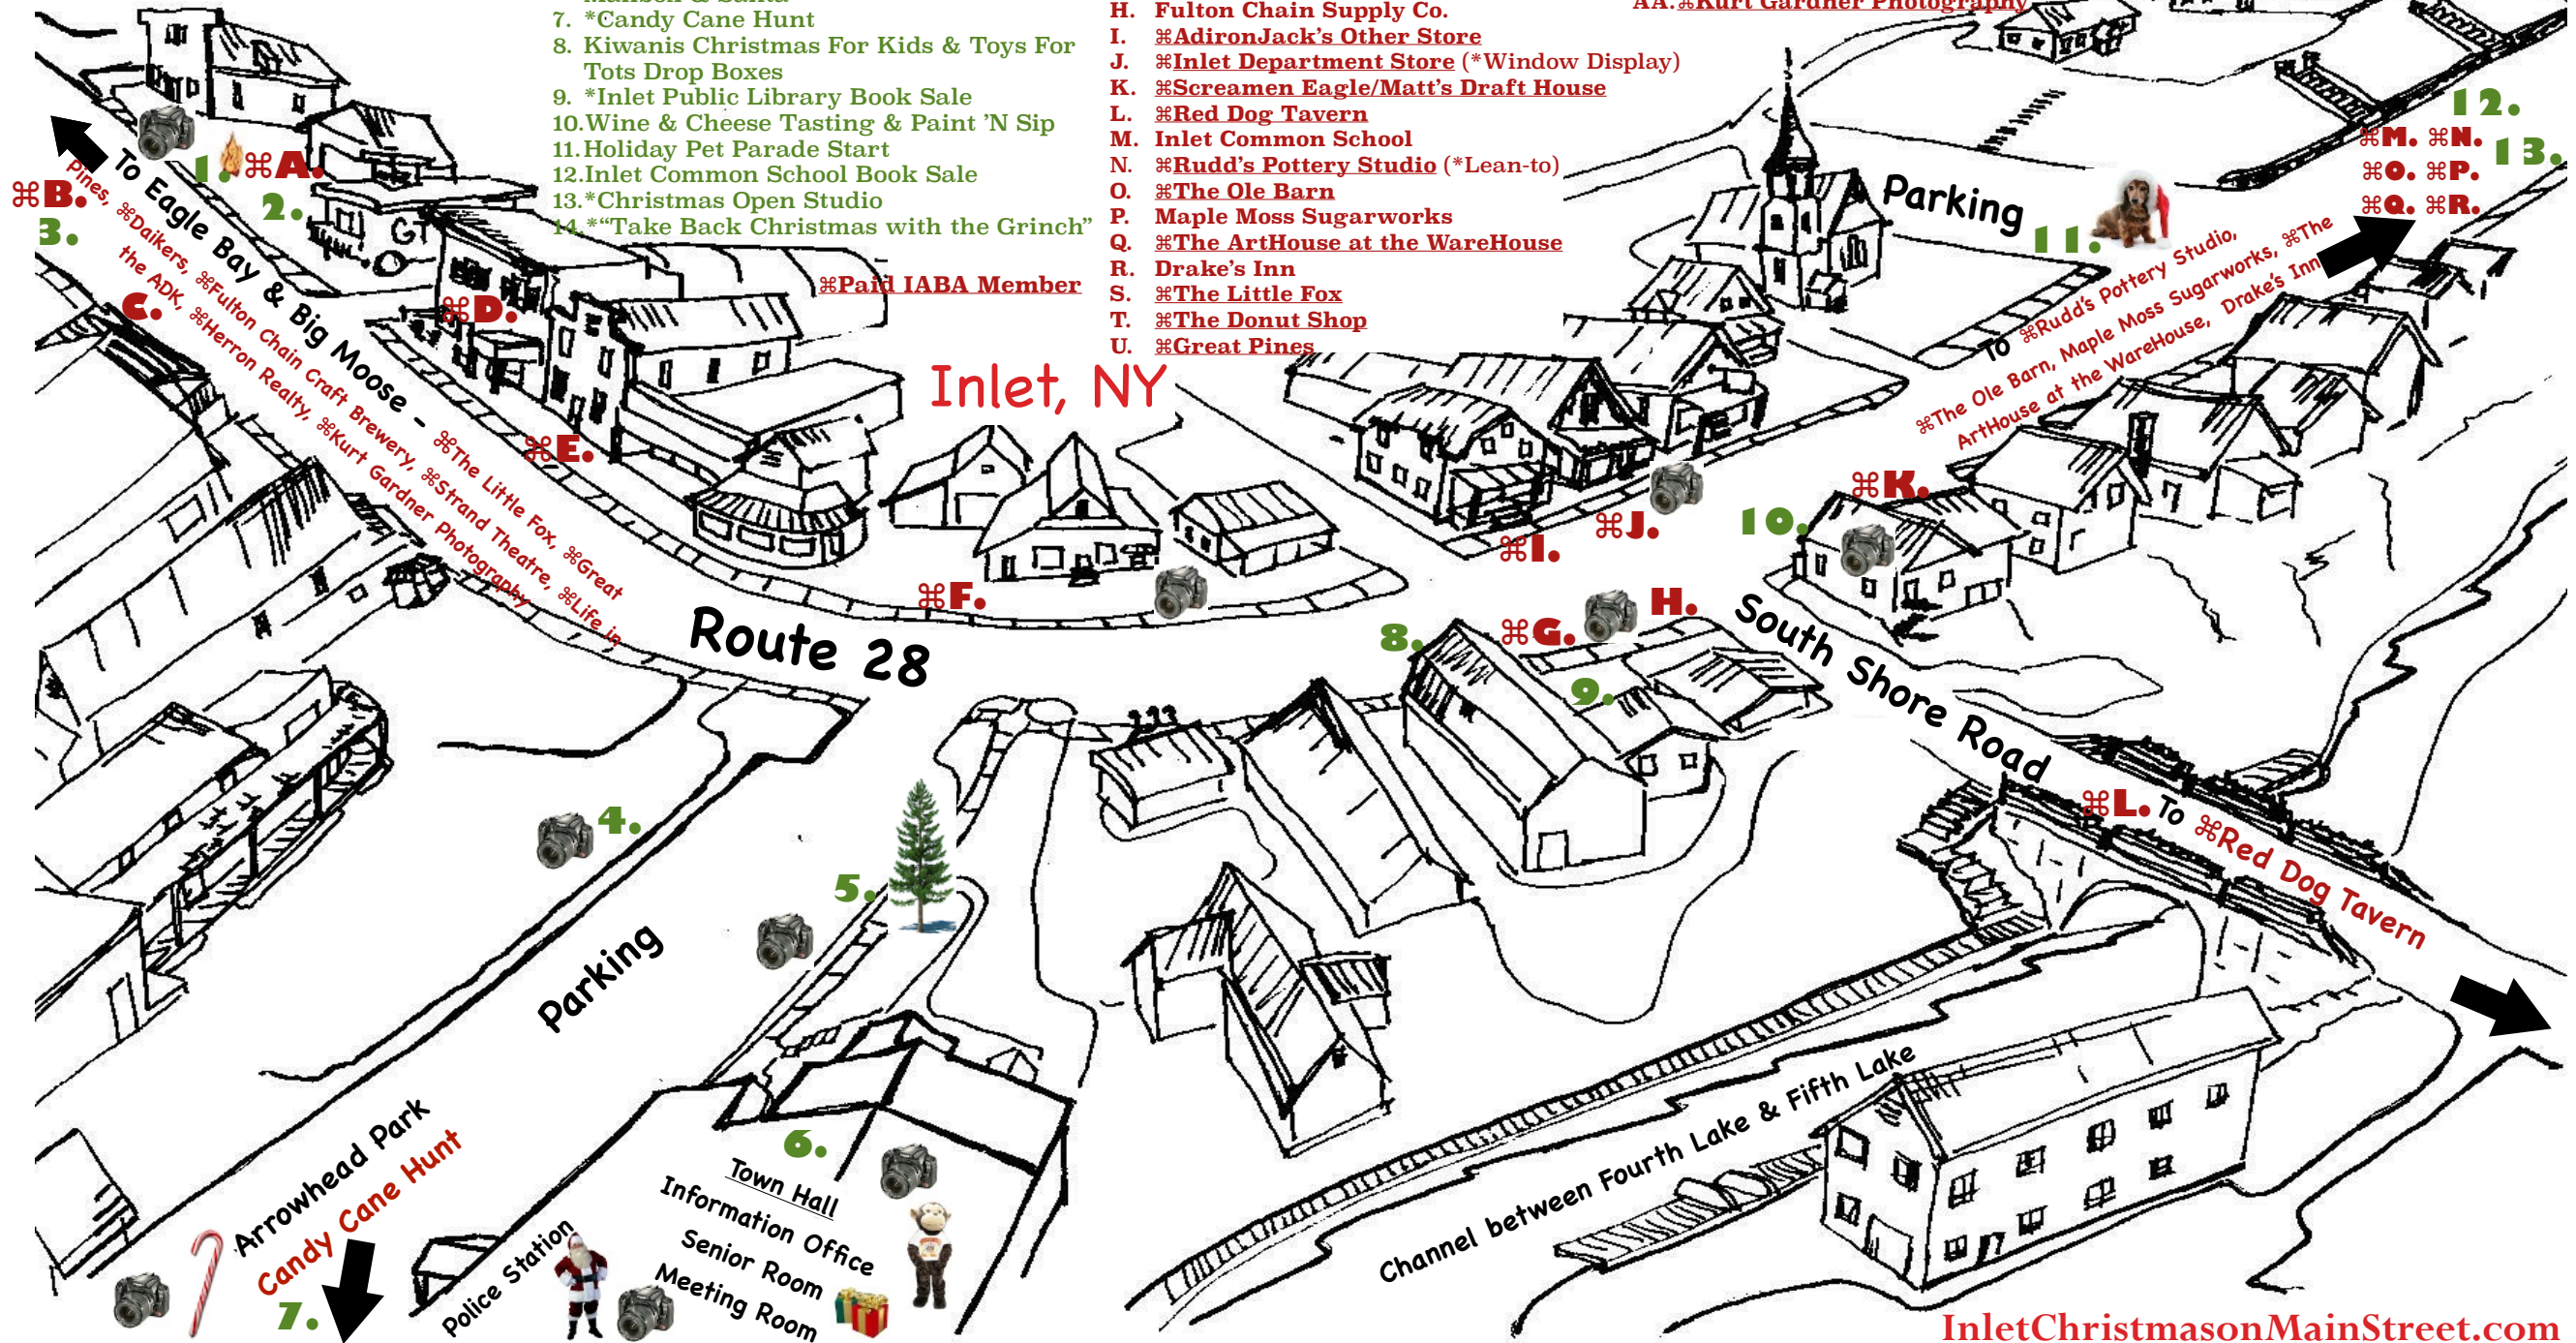 7. *Candy Cane Hunt
8. Kiwanis Christmas For Kids & Toys For
Tots Drop Boxes
9. *Inlet Public Library Book Sale
10.Wine & Cheese Tasting & Paint 'N Sip
11.Holiday Pet Parade Start
12.Inlet Common School Book Sale
13.*Christmas Open Studio
14.*“Take Back Christmas with the Grinch”
⌘Paid IABA Member
H. Fulton Chain Supply Co.
I. ⌘AdironJack’s Other Store
J. ⌘Inlet Department Store (*Window Display)
K. ⌘Screamen Eagle/Matt’s Draft House
L. ⌘Red Dog Tavern
M. Inlet Common School
N. ⌘Rudd’s Pottery Studio (*Lean-to)
O. ⌘The Ole Barn
P. Maple Moss Sugarworks
Q. ⌘The ArtHouse at the WareHouse
R. Drake’s Inn
S. ⌘The Little Fox
T. ⌘The Donut Shop
U. ⌘Great Pines
AA.⌘Kurt Gardner Photography
Inlet, NY
1. ⌘A.
2.
⌘B.
3.
C.
⌘D.
⌘E.
⌘F.
GT
To Eagle Bay & Big Moose - ⌘The Little Fox, ⌘Great
Pines, ⌘Daikers, ⌘Fulton Chain Craft Brewery, ⌘Strand Theatre, ⌘Life in
the ADK, ⌘Herron Realty, ⌘Kurt Gardner Photography
Route 28
Parking
11.
12.
⌘M. ⌘N.
13.
⌘O. ⌘P.
⌘Q. ⌘R.
To ⌘Rudd’s Pottery Studio,
⌘The Ole Barn, Maple Moss Sugarworks, ⌘The
ArtHouse at the WareHouse, Drake’s Inn
⌘K.
10.
⌘J.
⌘I.
H.
⌘G.
8.
9.
South Shore Road
⌘L. To ⌘Red Dog Tavern
4.
5.
Parking
6.
Town Hall
Information Office
Senior Room
Meeting Room
Police Station
Arrowhead Park
Candy Cane Hunt
7.
Channel between Fourth Lake & Fifth Lake
InletChristmasonMainStreet.com